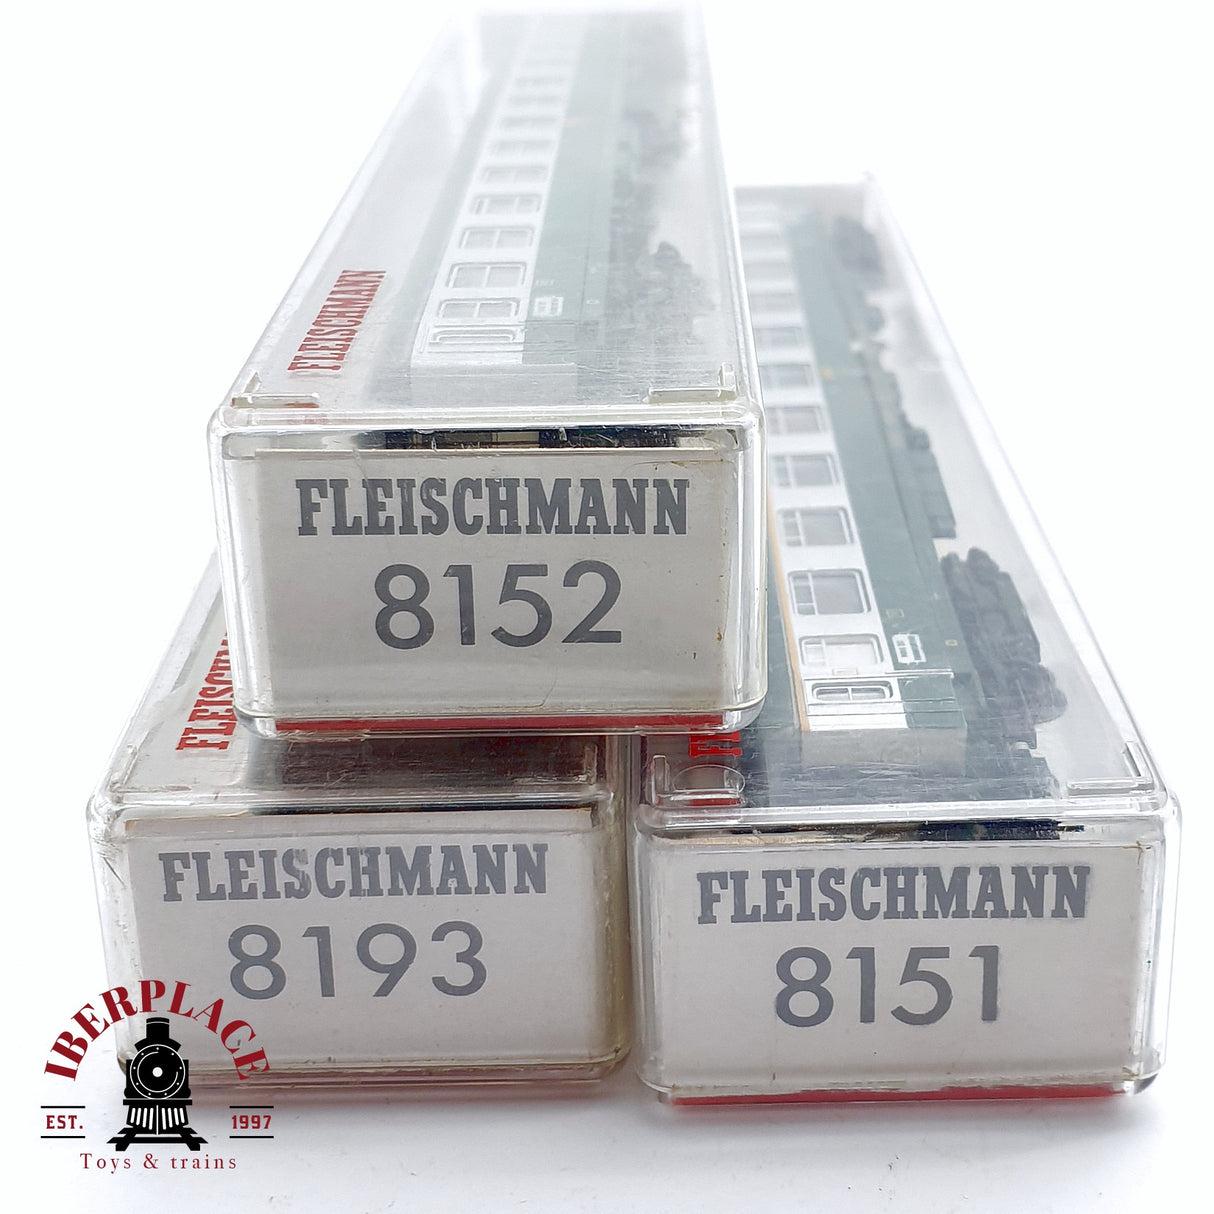 FLEISCHMANN
FLEISCHMANN
8152
FLEISCHMANN
8193
FLEISCHMANN
8151
IBERPLACE
EST. 1997
Toys & trains